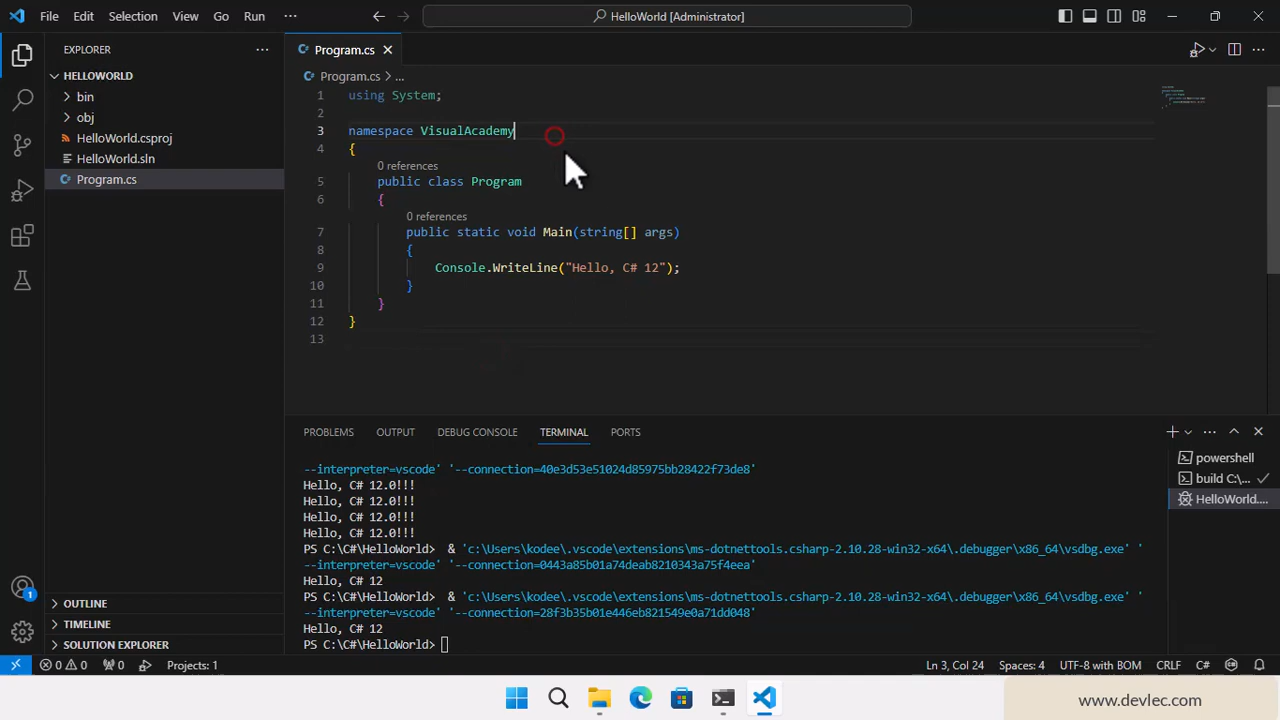 File Edit Selection View Go Run ··· HelloWorld [Administrator]
EXPLORER ···
HELLOWORLD
bin
obj
HelloWorld.csproj
HelloWorld.sln
Program.cs
OUTLINE
TIMELINE
SOLUTION EXPLORER
Program.cs
Program.cs > ...
1 using System;
2
3 namespace VisualAcademy
4 {
0 references
5 public class Program
6 {
0 references
7 public static void Main(string[] args)
8 {
9 Console.WriteLine("Hello, C# 12");
10 }
11 }
12 }
13
PROBLEMS OUTPUT DEBUG CONSOLE TERMINAL PORTS
--interpreter=vscode' '--connection=40e3d53e51024d85975bb28422f73de8'
Hello, C# 12.0!!!
Hello, C# 12.0!!!
Hello, C# 12.0!!!
Hello, C# 12.0!!!
PS C:\C#\HelloWorld> & 'c:\Users\kodee\.vscode\extensions\ms-dotnettools.csharp-2.10.28-win32-x64\.debugger\x86_64\vsdbg.exe' '
--interpreter=vscode' '--connection=0443a85b01a74deab8210343a75f4eea'
Hello, C# 12
PS C:\C#\HelloWorld> & 'c:\Users\kodee\.vscode\extensions\ms-dotnettools.csharp-2.10.28-win32-x64\.debugger\x86_64\vsdbg.exe' '
--interpreter=vscode' '--connection=28f3b35b01e446eb821549e0a71dd048'
Hello, C# 12
PS C:\C#\HelloWorld>
powershell
build C:\...
HelloWorld....
1
0 0 0 Projects: 1 Ln 3, Col 24 Spaces: 4 UTF-8 with BOM CRLF C#
www.devlec.com